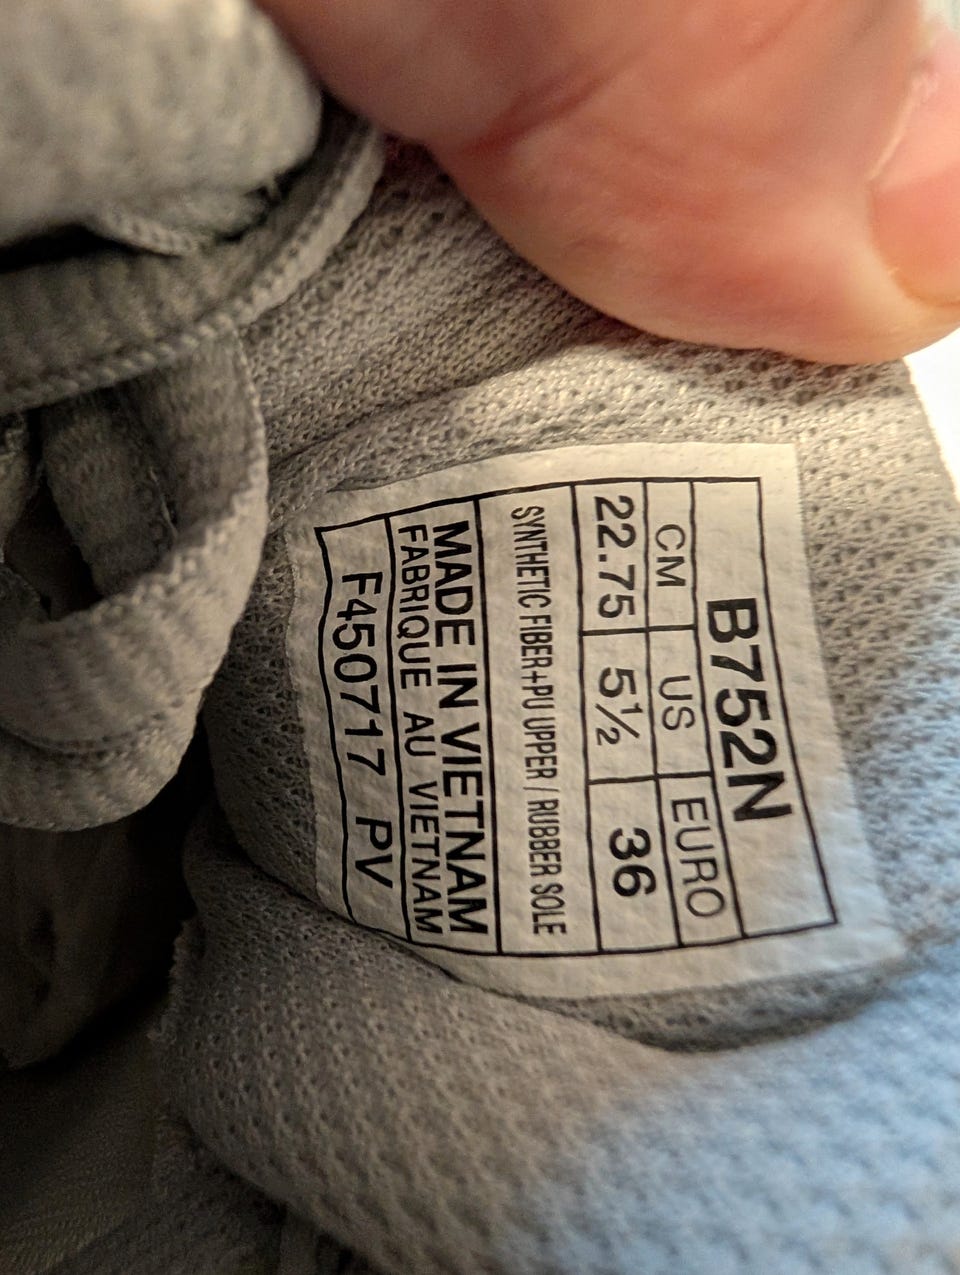 B752N
CM US EURO
22.75 5½ 36
SYNTHETIC FIBER+PU UPPER / RUBBER SOLE
MADE IN VIETNAM
FABRIQUE AU VIETNAM
F450717 PV